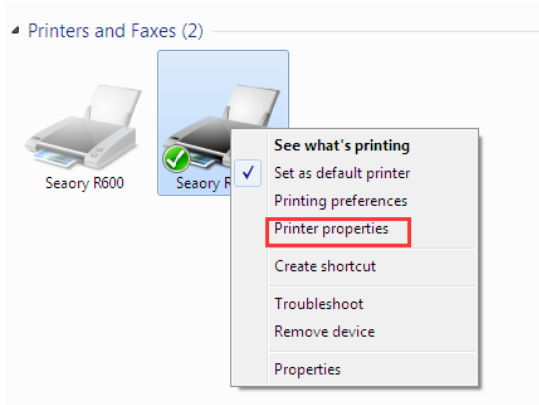 Printers and Faxes (2)
Seaory R600
Seaory
See what's printing
Set as default printer
Printing preferences
Printer properties
Create shortcut
Troubleshoot
Remove device
Properties